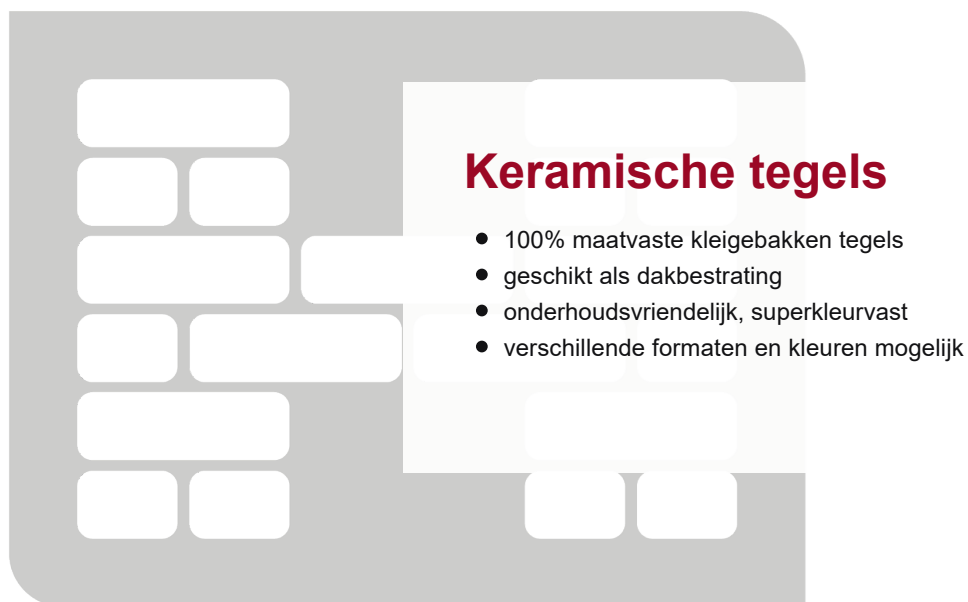 Keramische tegels
● 100% maatvaste kleigebakken tegels
● geschikt als dakbestrating
● onderhoudsvriendelijk, superkleurvast
● verschillende formaten en kleuren mogelijk